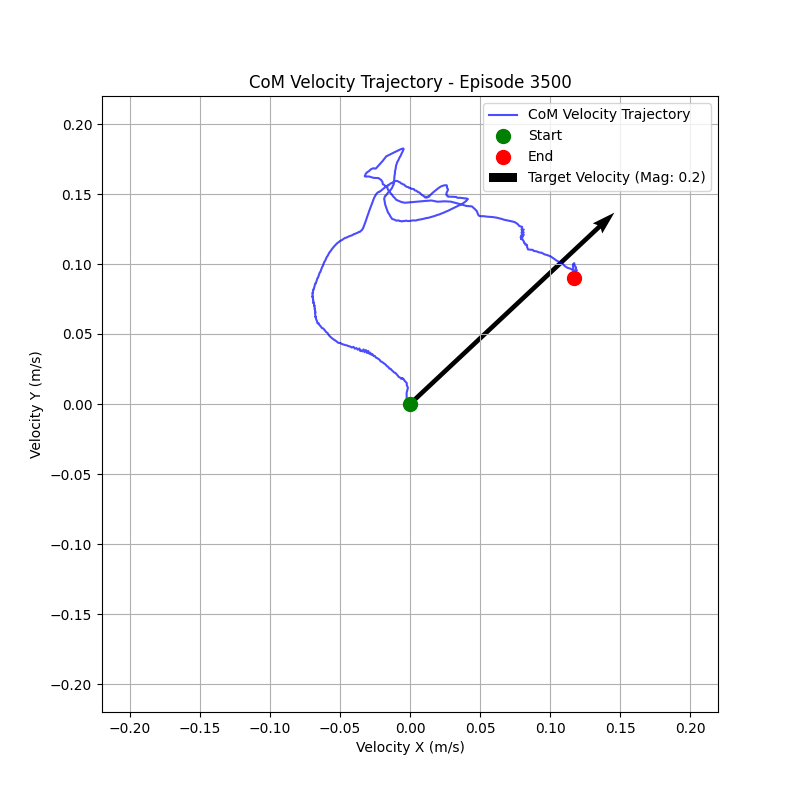 CoM Velocity Trajectory - Episode 3500
CoM Velocity Trajectory
Start
End
Target Velocity (Mag: 0.2)
0.20
0.15
0.10
0.05
0.00
−0.05
−0.10
−0.15
−0.20
Velocity Y (m/s)
−0.20 −0.15 −0.10 −0.05 0.00 0.05 0.10 0.15 0.20
Velocity X (m/s)